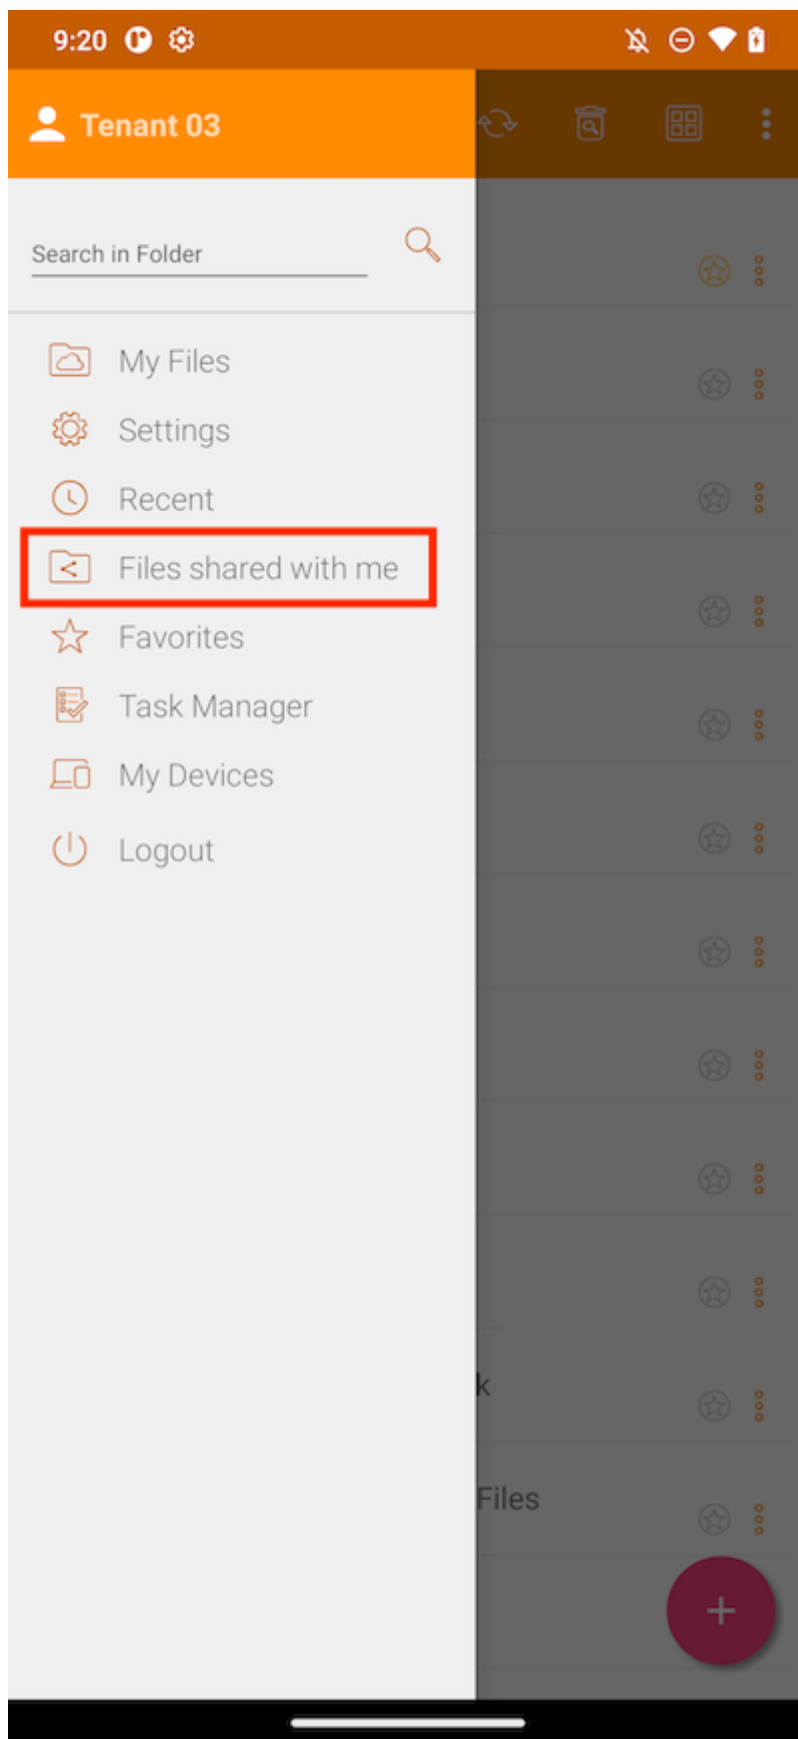 9:20
Tenant 03
Search in Folder
My Files
Settings
Recent
Files shared with me
Favorites
Task Manager
My Devices
Logout
k
Files